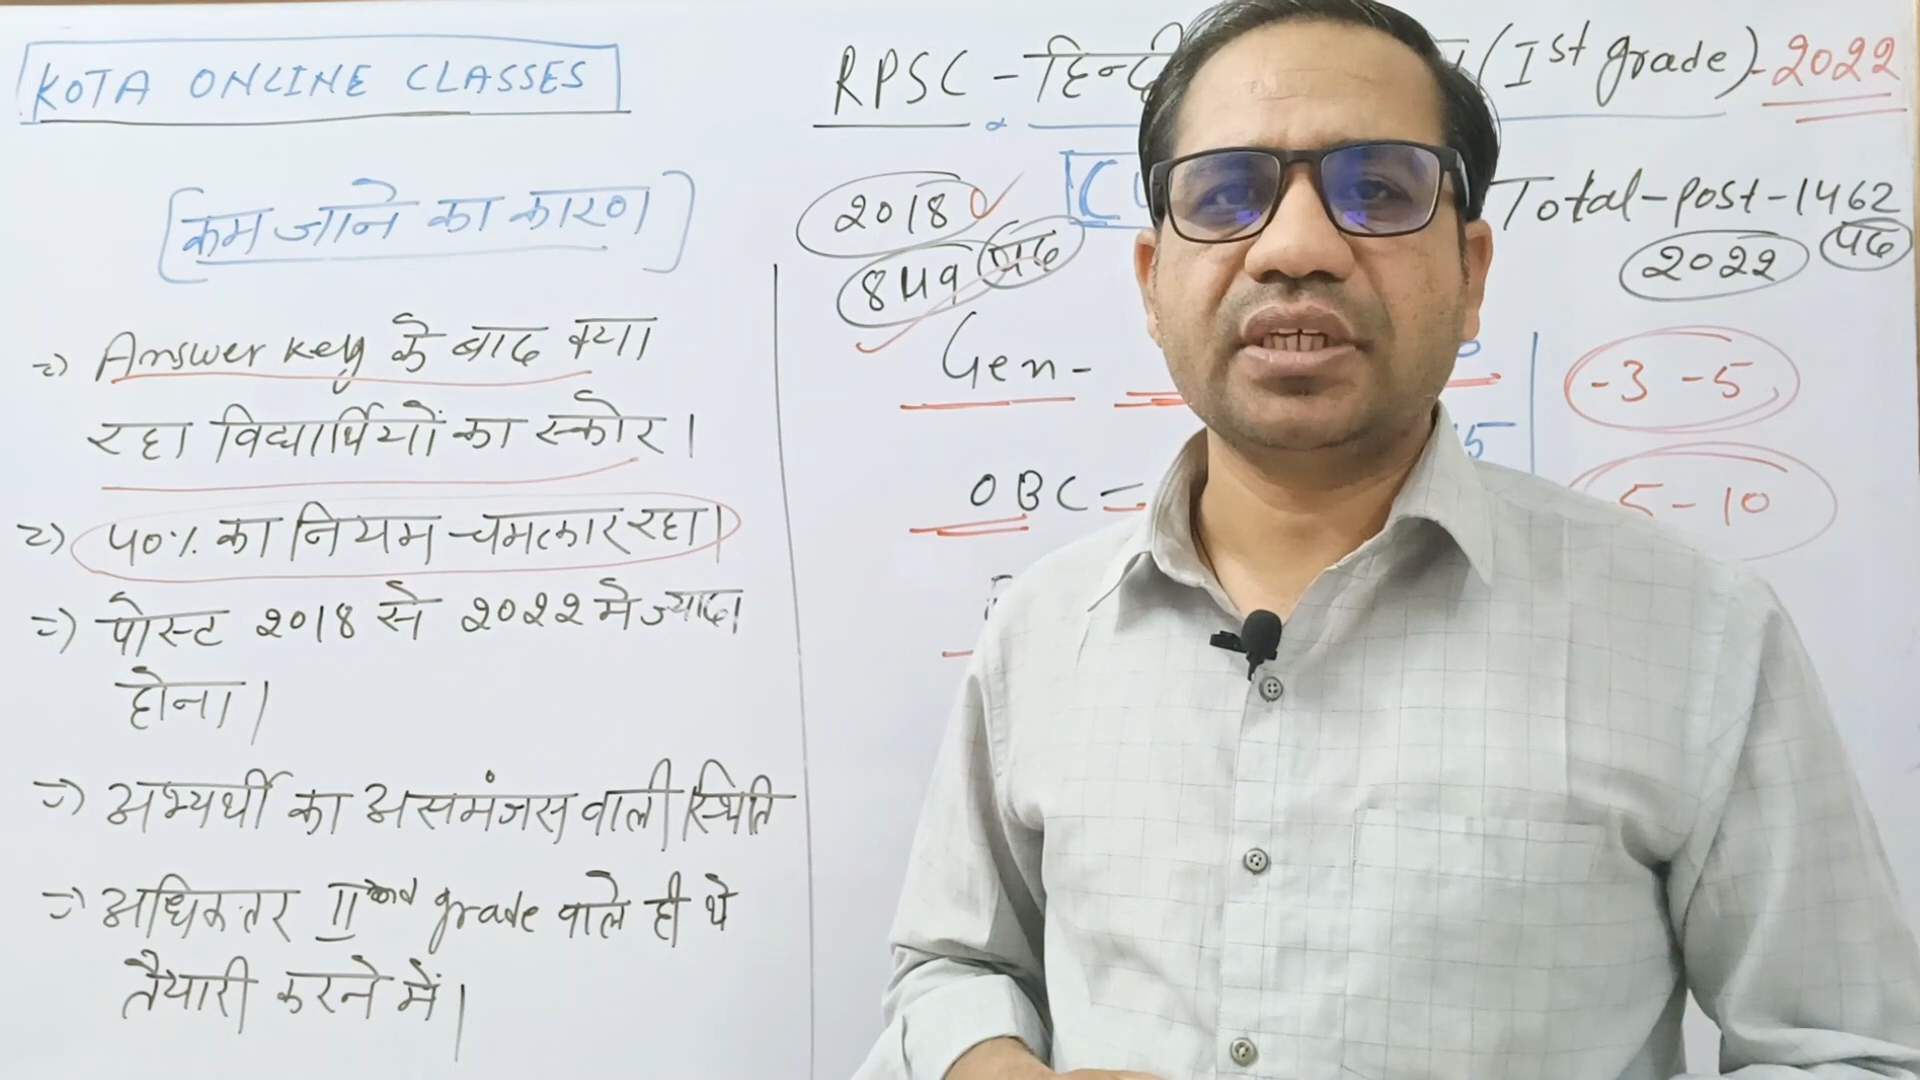 KOTA ONLINE CLASSES
[कम जाने का कारण]
=) Answer key के बाद क्या
रहा विद्यार्थियों का स्कोर।
=) 40% का नियम चमत्कार रहा।
=) पोस्ट 2018 से 2022 मे ज्यादा
होना।
=) अभ्यर्थी का असमंजस वाली स्थिति
=) अधिकतर II grade वाले ही थे
तैयारी करने में।
RPSC - हिन्दी (Ist grade) - 2022
2018 Total-post-1462
849 पद 2022 पद
Gen - -3 -5
OBC = 5 - 10